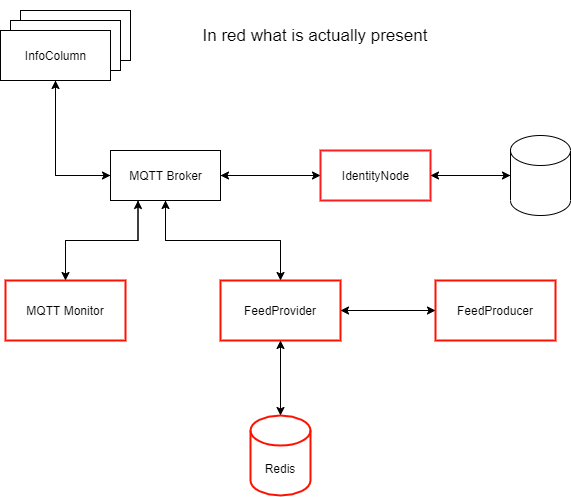 In red what is actually present
InfoColumn
MQTT Broker
IdentityNode
MQTT Monitor
FeedProvider
FeedProducer
Redis